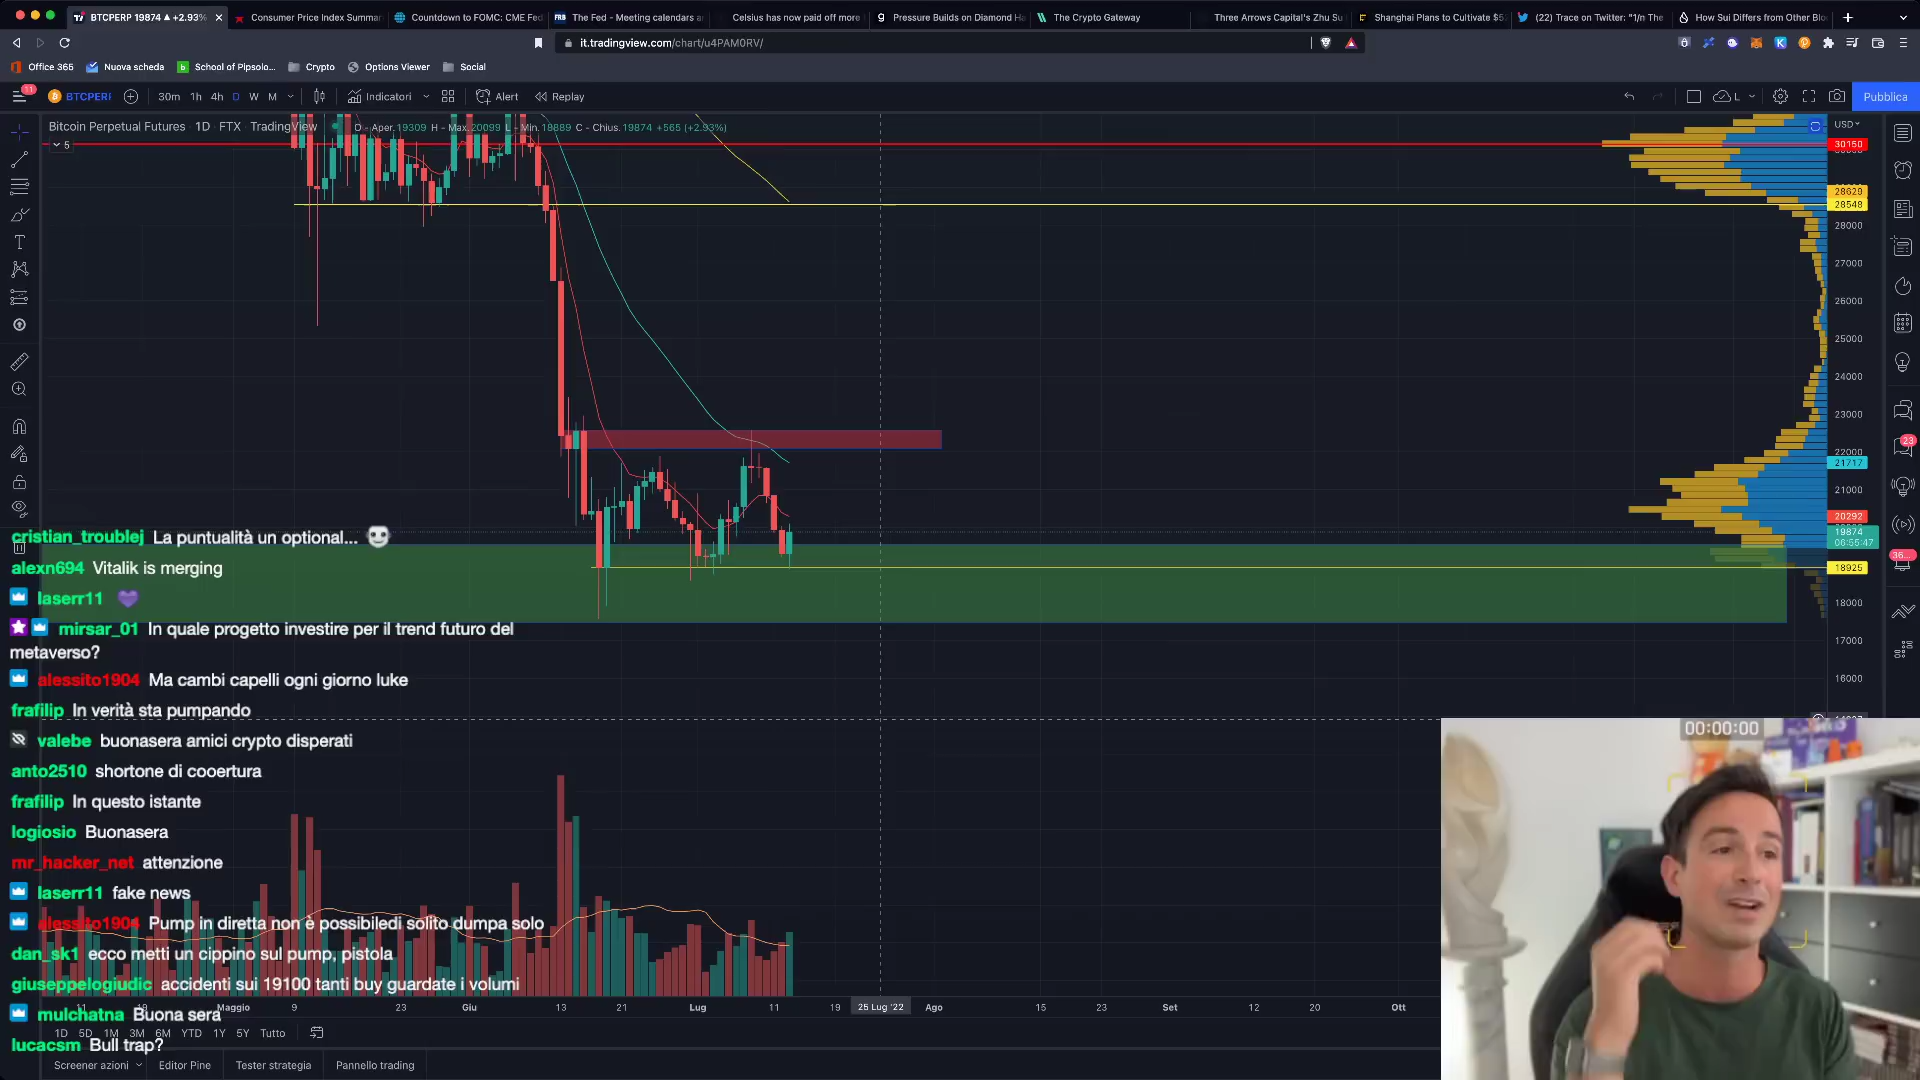 BTCPERP 19874 ▲ +2.93%
Consumer Price Index Summar
Countdown to FOMC: CME Fed
The Fed - Meeting calendars a
Celsius has now paid off more
Pressure Builds on Diamond Ha
The Crypto Gateway
Three Arrows Capital's Zhu Su
Shanghai Plans to Cultivate $5
(22) Trace on Twitter: "1/n The
How Sui Differs from Other Blo
it.tradingview.com/chart/u4PAM0RV/
Office 365
Nuova scheda
School of Pipsolo...
Crypto
Options Viewer
Social
11
BTCPERI
30m
1h
4h
D
W
M
Indicatori
Alert
Replay
L
Pubblica
Bitcoin Perpetual Futures · 1D · FTX · TradingView
O - Aper.19309 H - Max.20099 L - Min.18889 C - Chius.19874 +565 (+2.93%)
5
USD
30150
28629
28548
28000
27000
26000
25000
24000
23000
22000
21717
21000
20292
19874
06:55:47
18925
18000
17000
16000
23
36...
cristian_troublej La puntualità un optional...
alexn694 Vitalik is merging
laserr11
mirsar_01 In quale progetto investire per il trend futuro del
metaverso?
alessito1904 Ma cambi capelli ogni giorno luke
frafilip In verità sta pumpando
valebe buonasera amici crypto disperati
anto2510 shortone di cooertura
frafilip In questo istante
logiosio Buonasera
mr_hacker_net attenzione
laserr11 fake news
alessito1904 Pump in diretta non è possibiledi solito dumpa solo
dan_sk1 ecco metti un cippino sul pump, pistola
giuseppelogiudic accidenti sui 19100 tanti buy guardate i volumi
mulchatna Buona sera
lucacsm Bull trap?
00:00:00
11
Maggio
9
23
Giu
13
21
Lug
11
19
25 Lug '22
Ago
15
23
Set
12
20
Ott
1D
5D
1M
3M
6M
YTD
1Y
5Y
Tutto
Screener azioni
Editor Pine
Tester strategia
Pannello trading